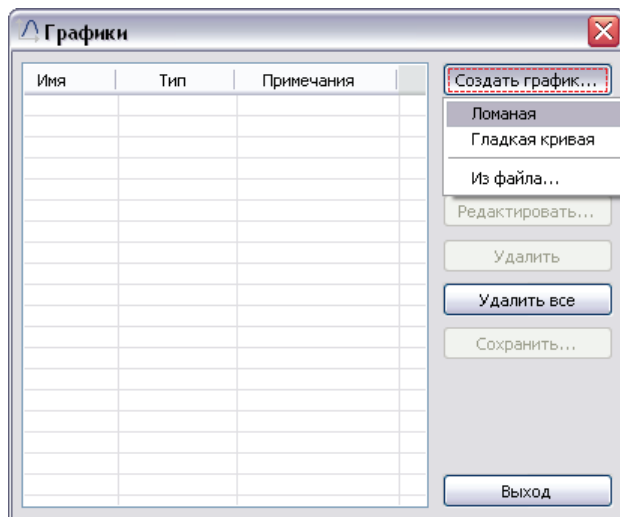 Графики
Имя Тип Примечания
Создать график...
Ломаная
Гладкая кривая
Из файла...
Редактировать...
Удалить
Удалить все
Сохранить...
Выход